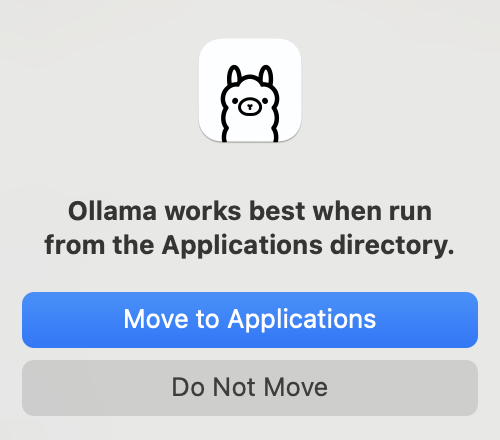 Ollama works best when run
from the Applications directory.
Move to Applications
Do Not Move